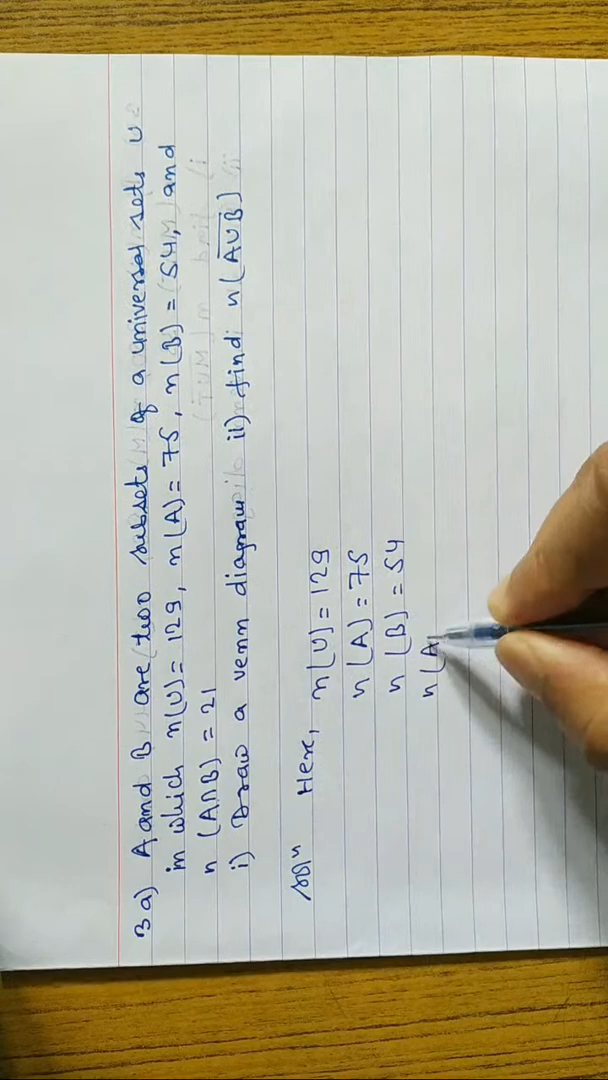 3a) A and B are two subsets of a universal sets U
in which n(U) = 129, n(A) = 75, n(B) = 54, and
n (A∩B) = 21
i) Draw a venn diagram ii) find n(A̅U̅B̅)
Solⁿ Here, n(U) = 129
n(A) = 75
n (B) = 54
n(A